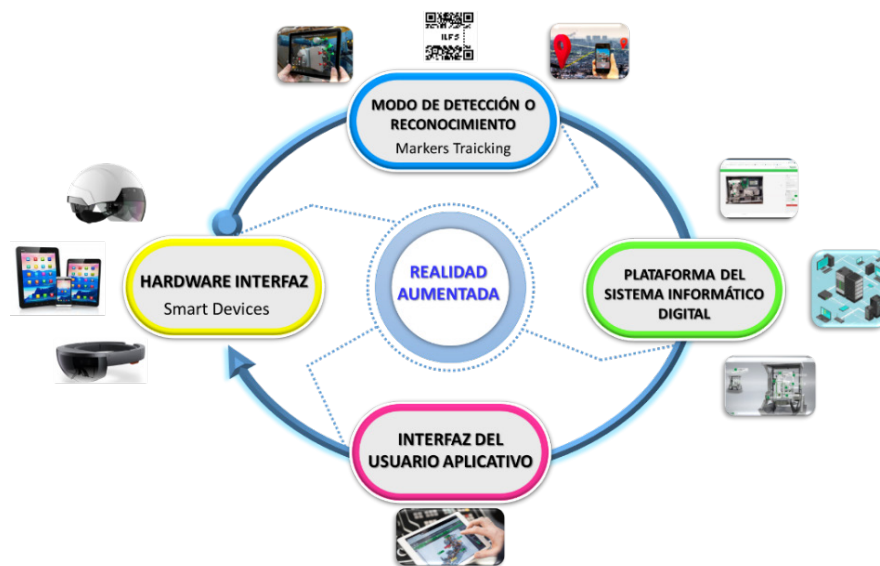 ILFS
MODO DE DETECCIÓN O
RECONOCIMIENTO
Markers Traicking
HARDWARE INTERFAZ
Smart Devices
REALIDAD
AUMENTADA
PLATAFORMA DEL
SISTEMA INFORMÁTICO
DIGITAL
INTERFAZ DEL
USUARIO APLICATIVO